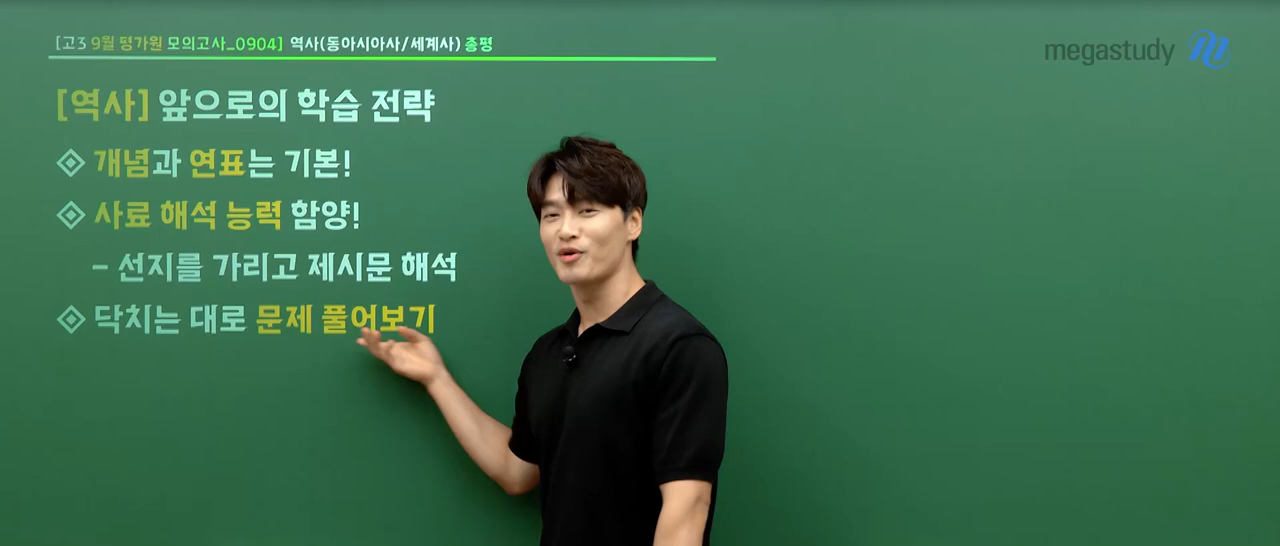 [고3 9월 평가원 모의고사_0904] 역사(동아시아사/세계사) 총평
megastudy
[역사] 앞으로의 학습 전략
개념과 연표는 기본!
사료 해석 능력 함양!
- 선지를 가리고 제시문 해석
닥치는 대로 문제 풀어보기